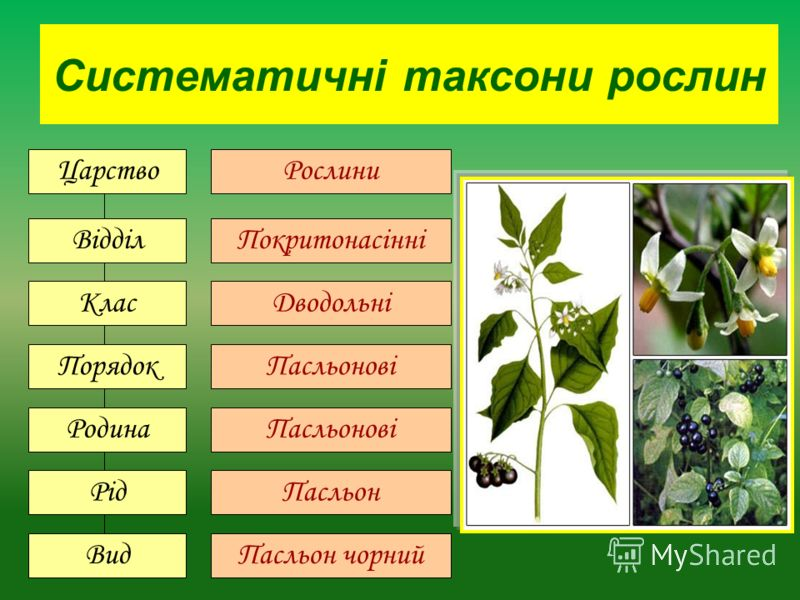 Систематичні таксони рослин
Царство Рослини
Відділ Покритонасінні
Клас Дводольні
Порядок Пасльонові
Родина Пасльонові
Рід Пасльон
Вид Пасльон чорний
MyShared